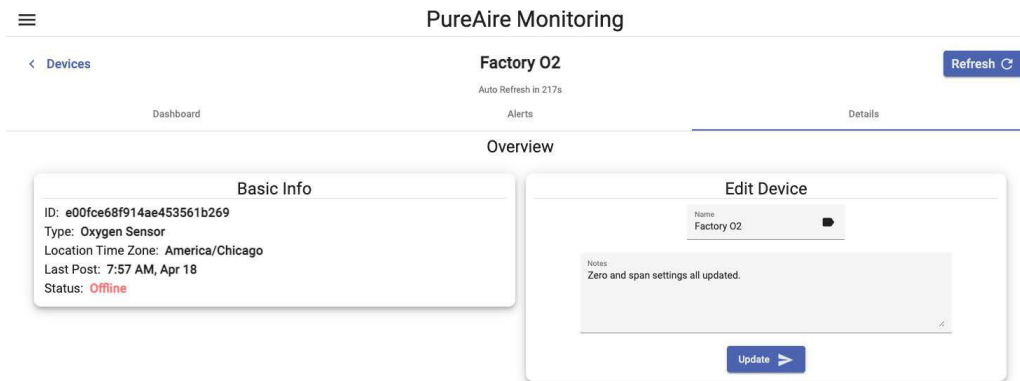 PureAire Monitoring
Devices
Factory O2
Refresh
Auto Refresh in 217s
Dashboard
Alerts
Details
Overview
Basic Info
ID: e00fce68f914ae453561b269
Type: Oxygen Sensor
Location Time Zone: America/Chicago
Last Post: 7:57 AM, Apr 18
Status: Offline
Edit Device
Name
Factory O2
Notes
Zero and span settings all updated.
Update